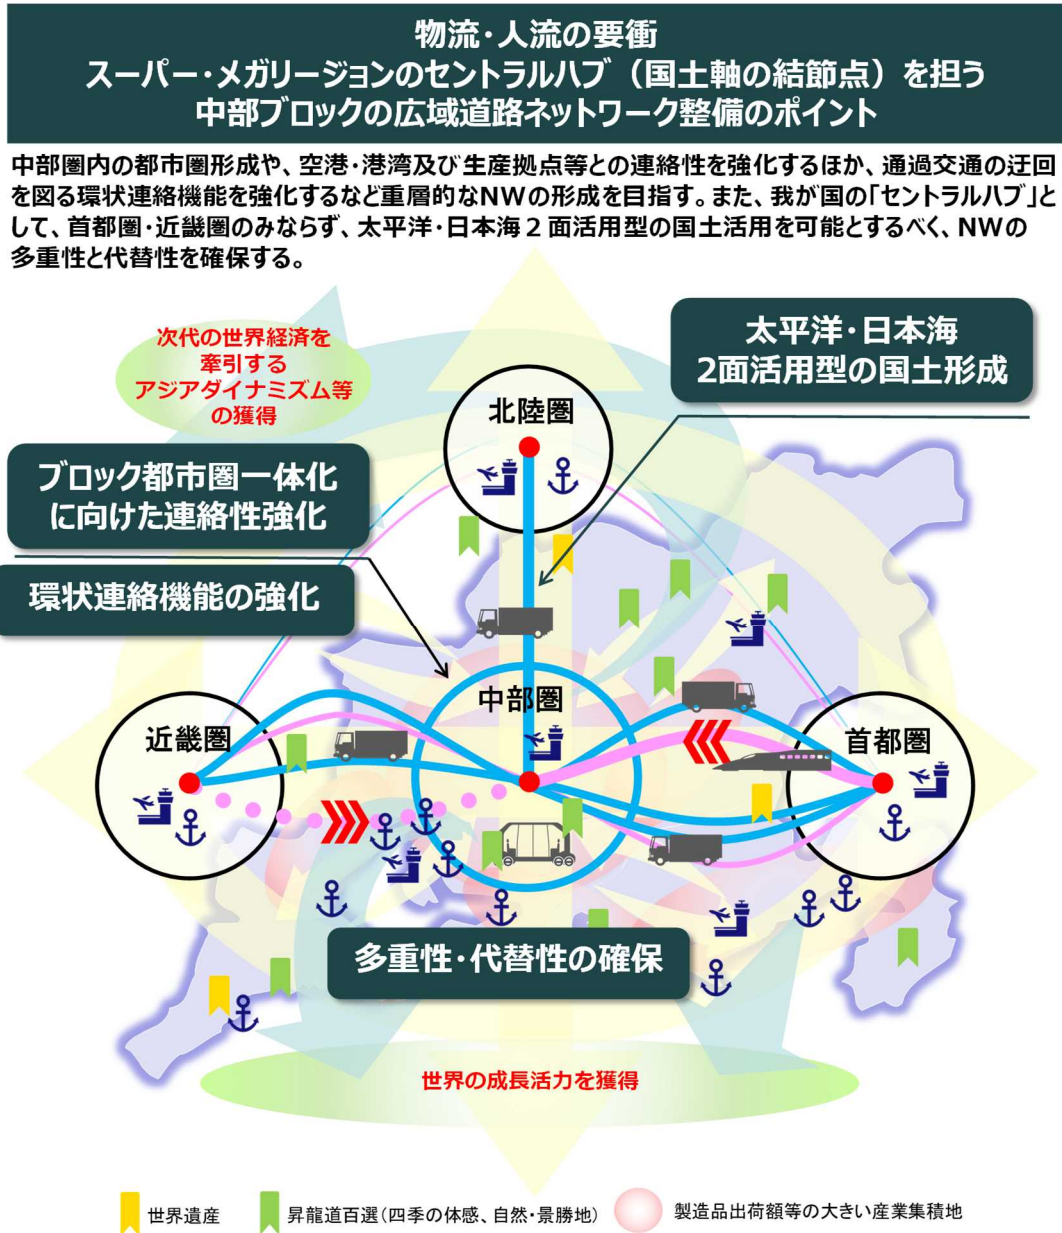 物流・人流の要衝
スーパー・メガリージョンのセントラルハブ（国土軸の結節点）を担う
中部ブロックの広域道路ネットワーク整備のポイント
中部圏内の都市圏形成や、空港・港湾及び生産拠点等との連絡性を強化するほか、通過交通の迂回
を図る環状連絡機能を強化するなど重層的なNWの形成を目指す。また、我が国の「セントラルハブ」と
して、首都圏・近畿圏のみならず、太平洋・日本海２面活用型の国土活用を可能とするべく、NWの
多重性と代替性を確保する。
次代の世界経済を
牽引する
アジアダイナミズム等
の獲得
太平洋・日本海
2面活用型の国土形成
北陸圏
ブロック都市圏一体化
に向けた連絡性強化
環状連絡機能の強化
中部圏
近畿圏
首都圏
多重性・代替性の確保
世界の成長活力を獲得
世界遺産
昇龍道百選(四季の体感、自然・景勝地)
製造品出荷額等の大きい産業集積地